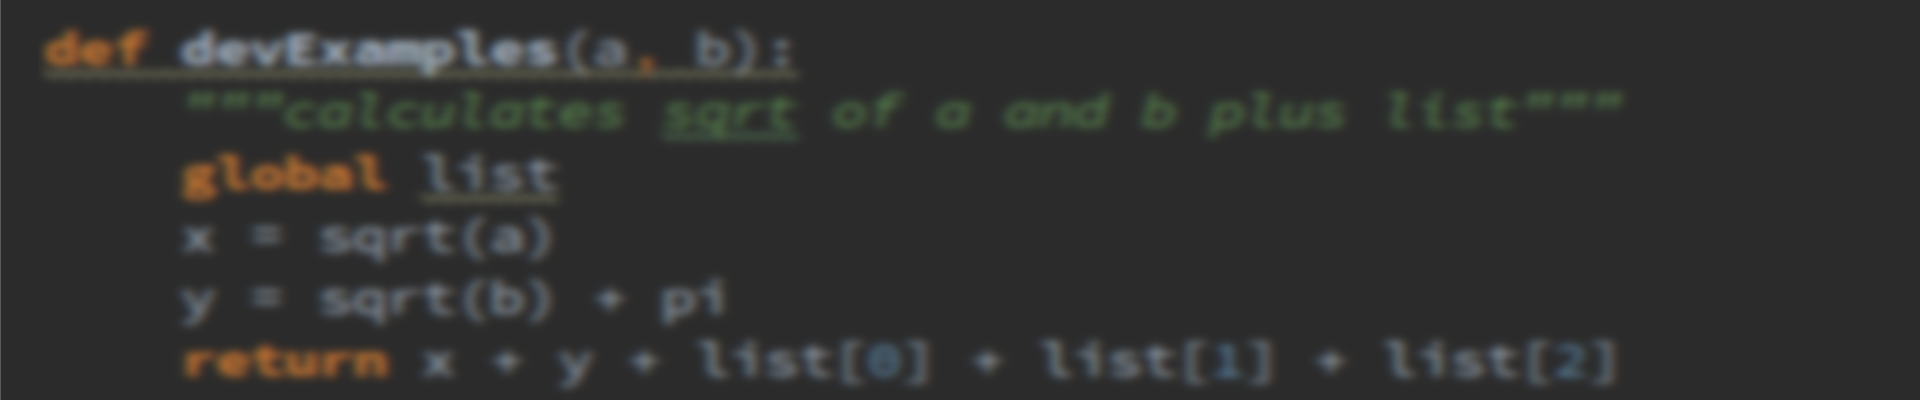 def devExamples(a, b):
    """calculates sqrt of a and b plus list"""
    global list
    x = sqrt(a)
    y = sqrt(b) + pi
    return x + y + list[0] + list[1] + list[2]